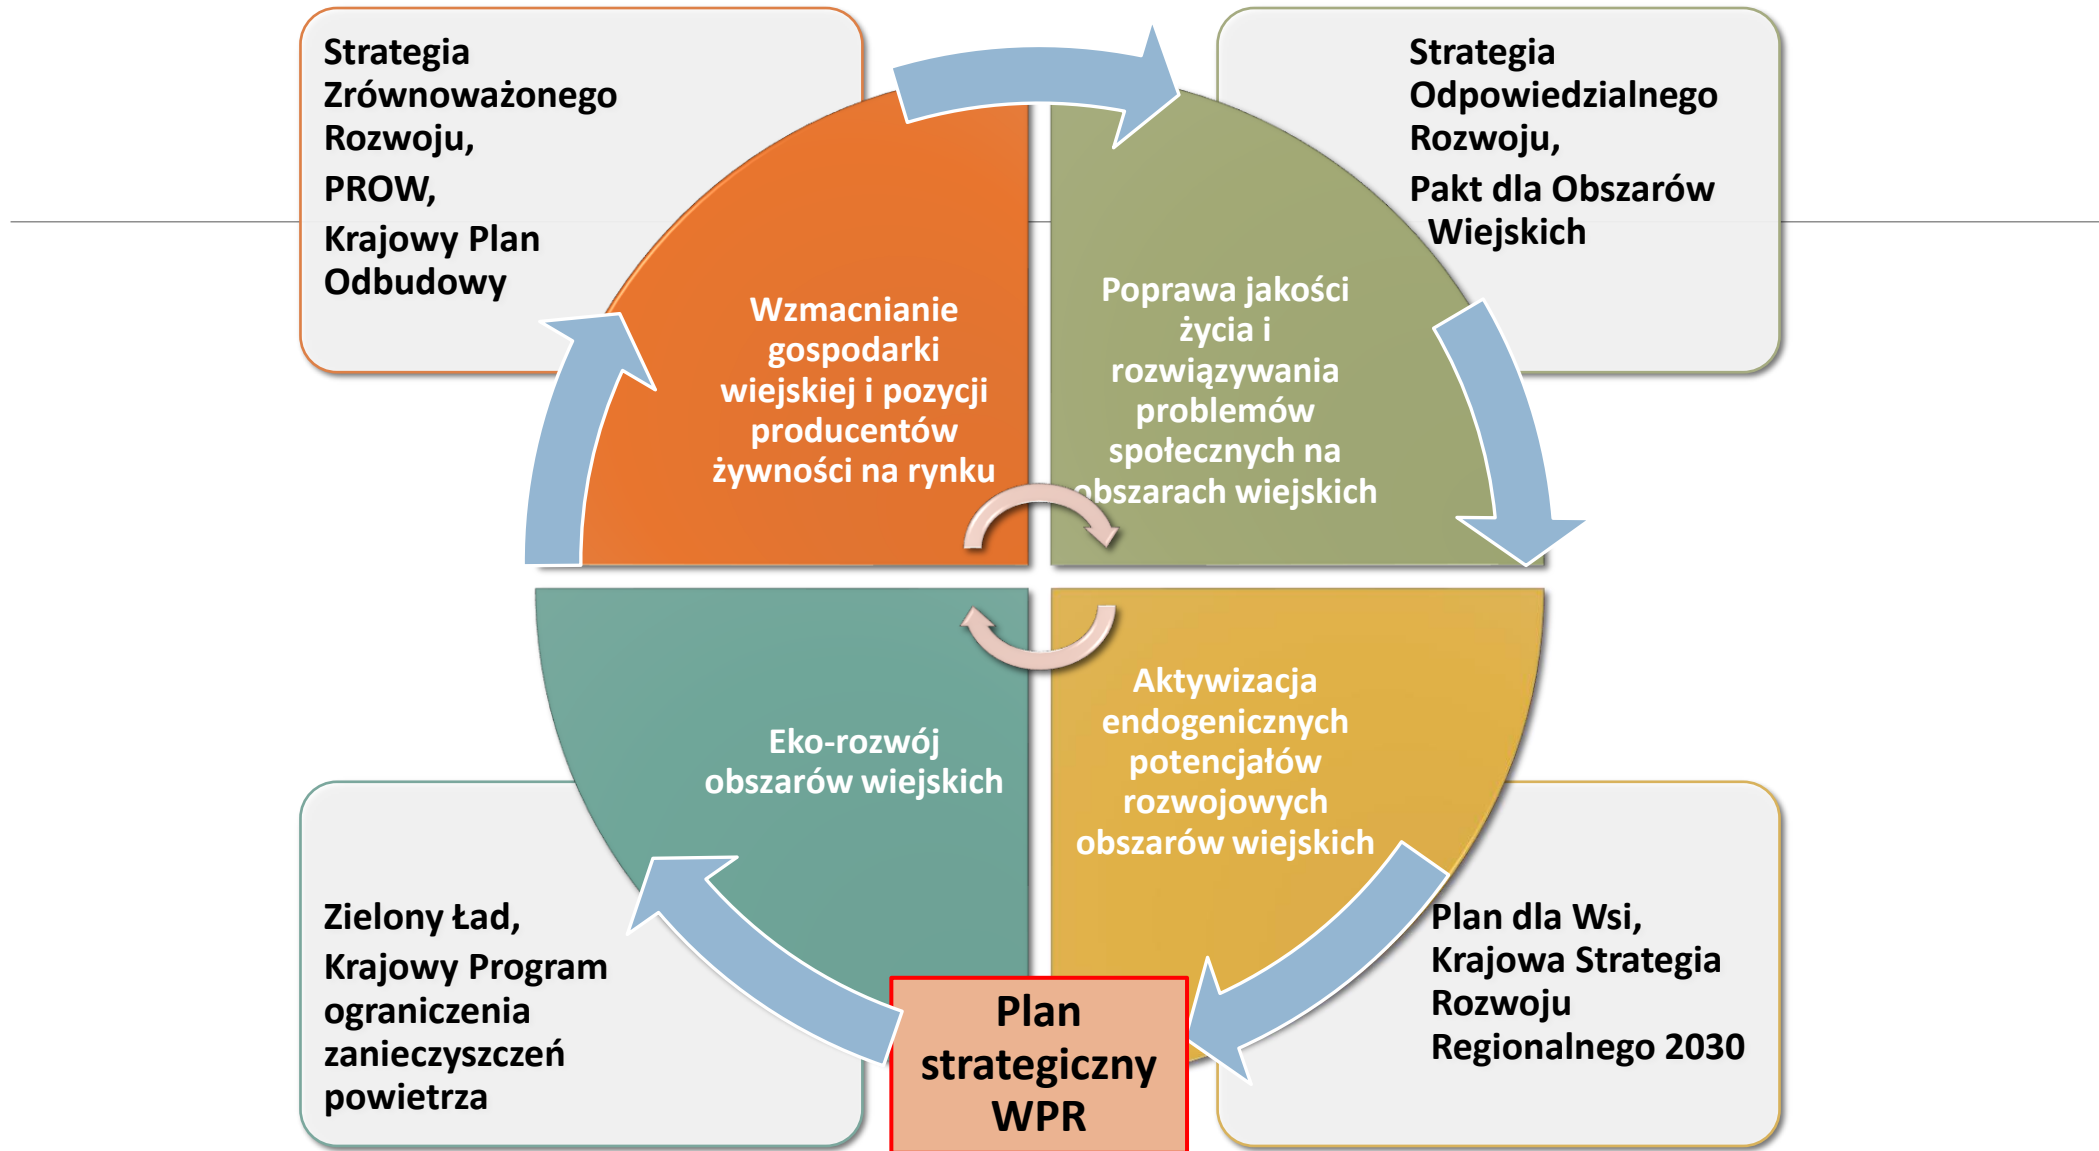 Strategia
Zrównoważonego
Rozwoju,
PROW,
Krajowy Plan
Odbudowy
Strategia
Odpowiedzialnego
Rozwoju,
Pakt dla Obszarów
Wiejskich
Wzmacnianie
gospodarki
wiejskiej i pozycji
producentów
żywności na rynku
Poprawa jakości
życia i
rozwiązywania
problemów
społecznych na
obszarach wiejskich
Eko-rozwój
obszarów wiejskich
Aktywizacja
endogenicznych
potencjałów
rozwojowych
obszarów wiejskich
Zielony Ład,
Krajowy Program
ograniczenia
zanieczyszczeń
powietrza
Plan
strategiczny
WPR
Plan dla Wsi,
Krajowa Strategia
Rozwoju
Regionalnego 2030